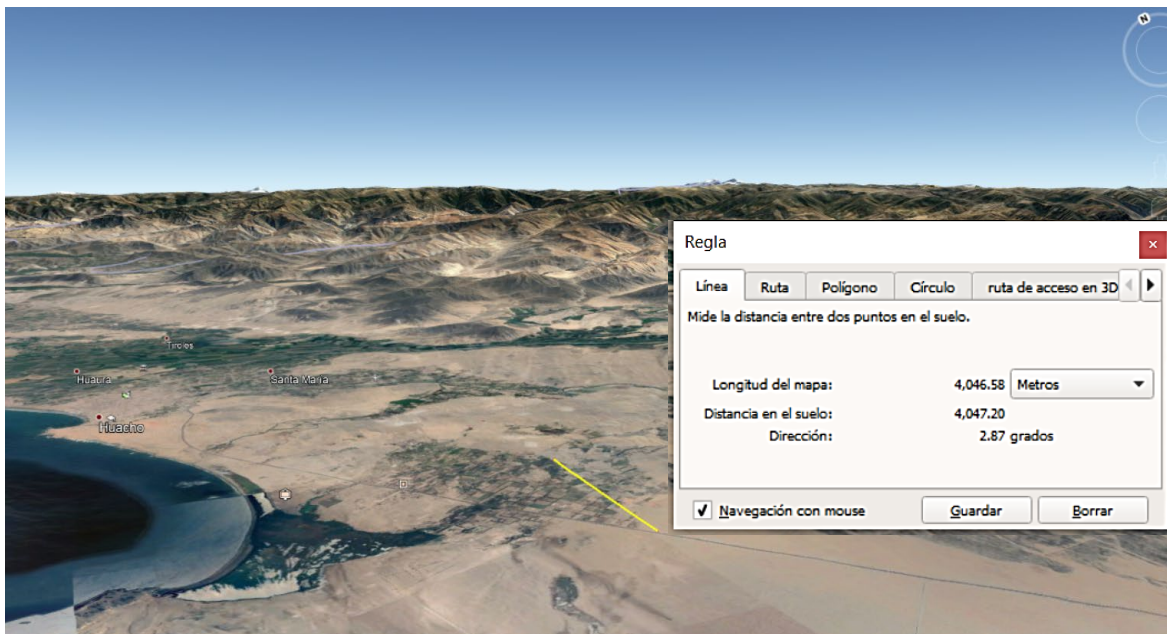 N
Regla
Línea Ruta Polígono Círculo ruta de acceso en 3D
Mide la distancia entre dos puntos en el suelo.
Longitud del mapa: 4,046.58 Metros
Distancia en el suelo: 4,047.20
Dirección: 2.87 grados
Navegación con mouse Guardar Borrar
Tiroles
Huaura Santa María
Huacho